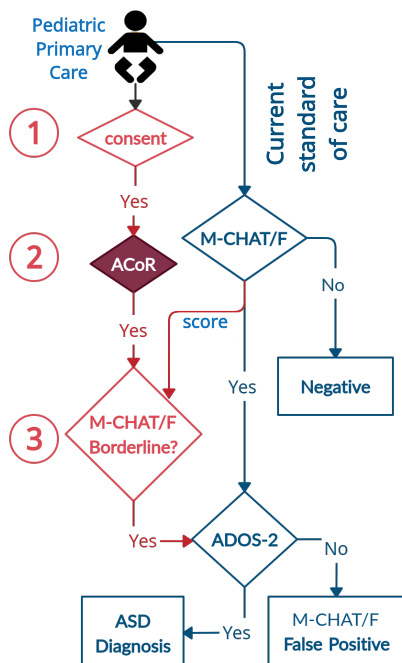 Pediatric
Primary
Care
Current
standard
of care
1
consent
Yes
M-CHAT/F
2
ACoR
No
Yes
score
Yes
Negative
3
M-CHAT/F
Borderline?
Yes
ADOS-2
No
ASD
Diagnosis
Yes
M-CHAT/F
False Positive